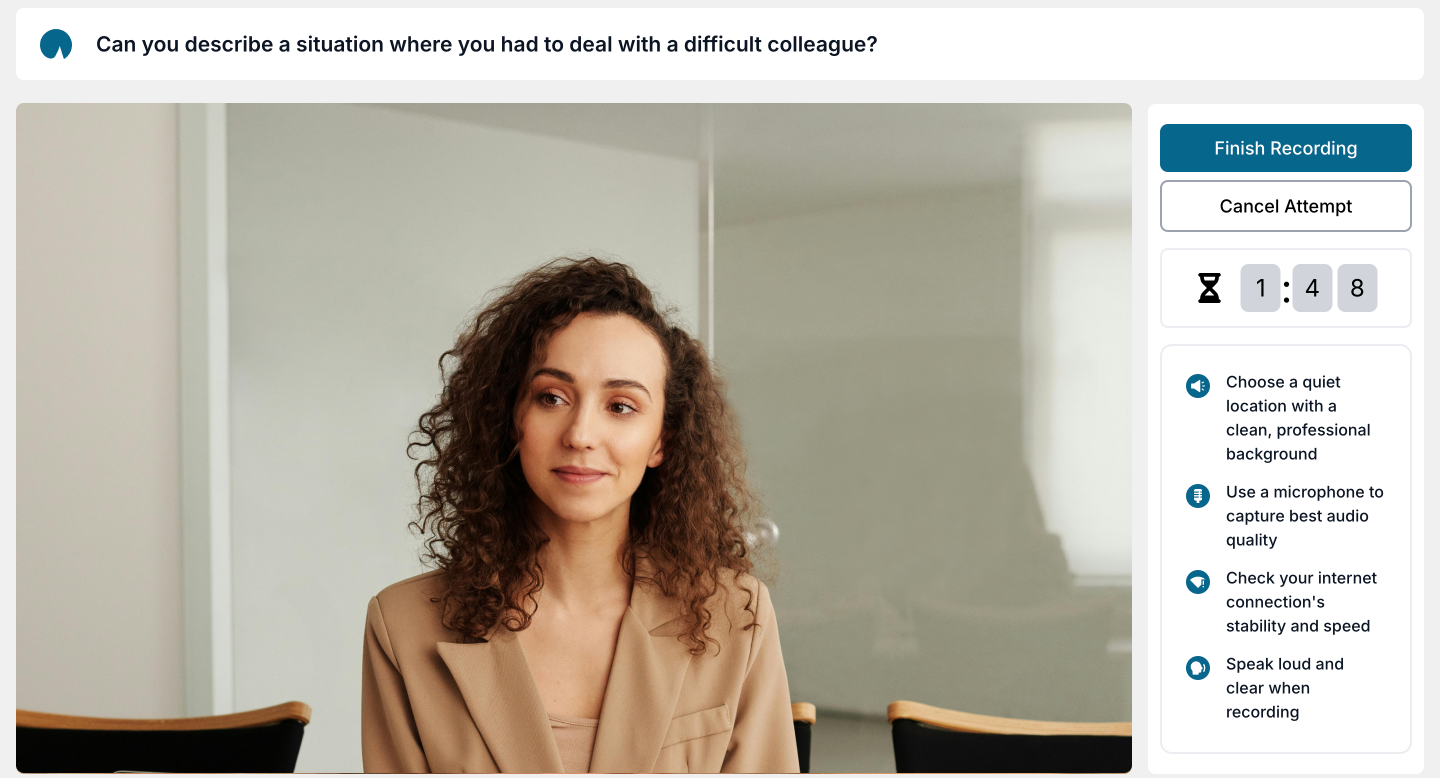 Can you describe a situation where you had to deal with a difficult colleague?
Finish Recording
Cancel Attempt
1:48
Choose a quiet
location with a
clean, professional
background
Use a microphone to
capture best audio
quality
Check your internet
connection's
stability and speed
Speak loud and
clear when
recording